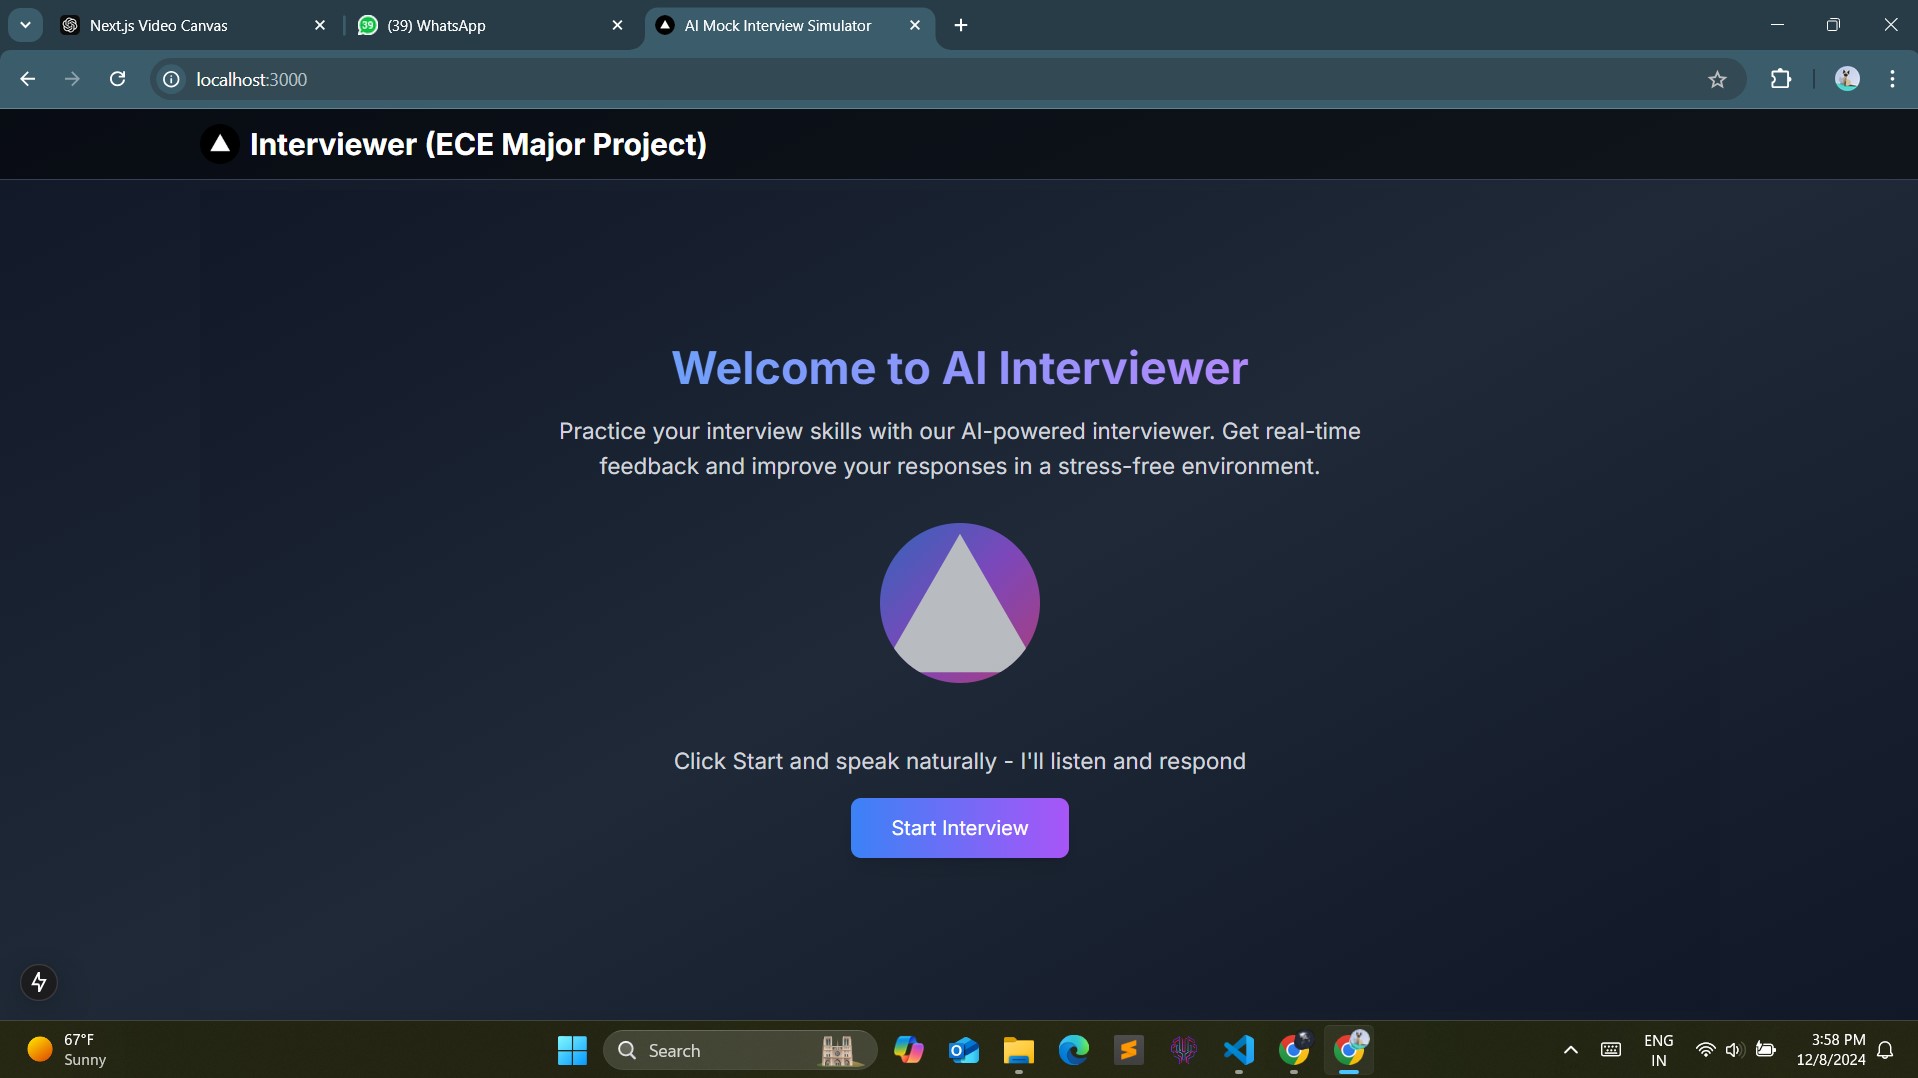 Next.js Video Canvas
39
(39) WhatsApp
AI Mock Interview Simulator
localhost:3000
Interviewer (ECE Major Project)
Welcome to AI Interviewer
Practice your interview skills with our AI-powered interviewer. Get real-time
feedback and improve your responses in a stress-free environment.
Click Start and speak naturally - I'll listen and respond
Start Interview
67°F
Sunny
Search
ENG
IN
3:58 PM
12/8/2024